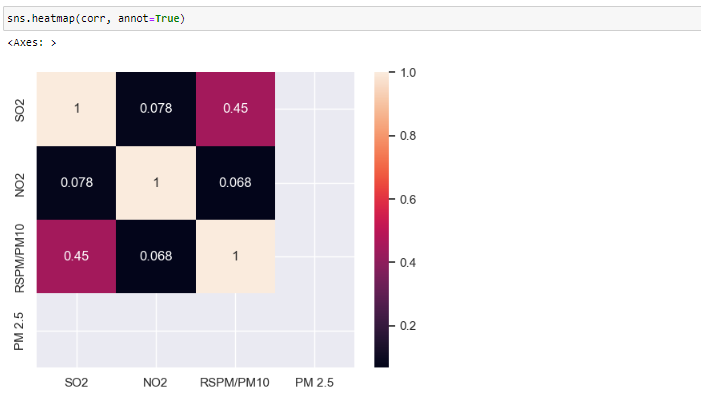 sns.heatmap(corr, annot=True)
<Axes: >
SO2 1 0.078 0.45
NO2 0.078 1 0.068
RSPM/PM10 0.45 0.068 1
PM 2.5
SO2 NO2 RSPM/PM10 PM 2.5
1.0
0.8
0.6
0.4
0.2